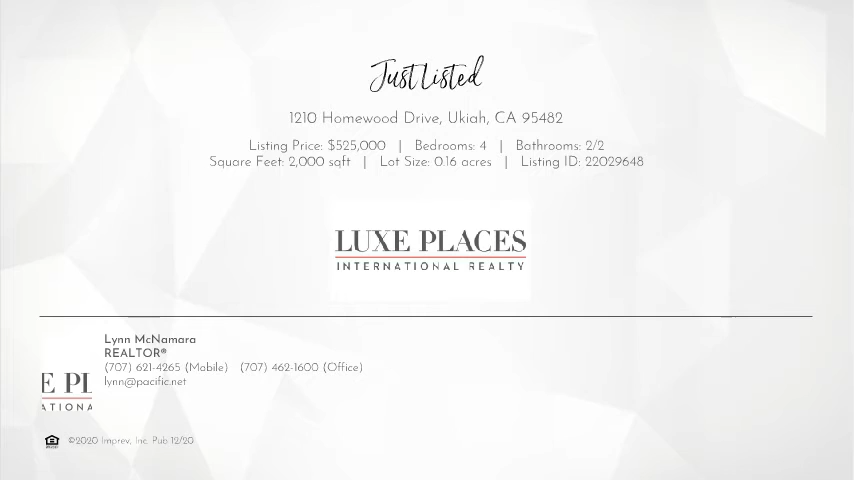 Just Listed
1210 Homewood Drive, Ukiah, CA 95482
Listing Price: $525,000 | Bedrooms: 4 | Bathrooms: 2/2
Square Feet: 2,000 sqft | Lot Size: 0.16 acres | Listing ID: 22029648
LUXE PLACES
INTERNATIONAL REALTY
Lynn McNamara
REALTOR®
(707) 621-4265 (Mobile) (707) 462-1600 (Office)
lynn@pacific.net
E PL
ATIONA
©2020 Imprev, Inc. Pub 12/20